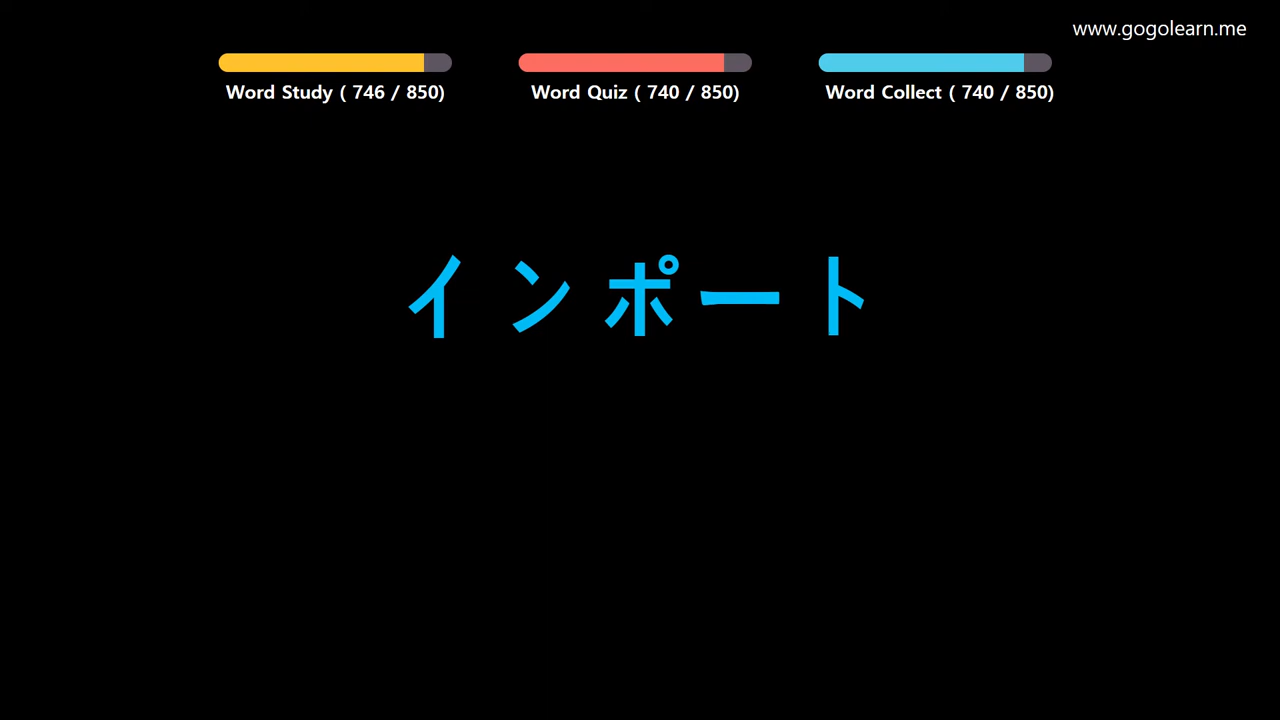 www.gogolearn.me
Word Study ( 746 / 850)
Word Quiz ( 740 / 850)
Word Collect ( 740 / 850)
インポート